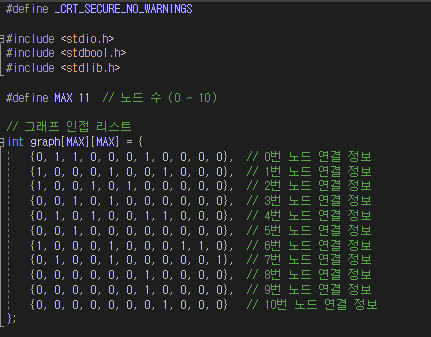 #define _CRT_SECURE_NO_WARNINGS
#include <stdio.h>
#include <stdbool.h>
#include <stdlib.h>
#define MAX 11 // 노드 수 (0 ~ 10)
// 그래프 인접 리스트
int graph[MAX][MAX] = {
{0, 1, 1, 0, 0, 0, 1, 0, 0, 0, 0}, // 0번 노드 연결 정보
{1, 0, 0, 0, 1, 0, 0, 1, 0, 0, 0}, // 1번 노드 연결 정보
{1, 0, 0, 1, 0, 1, 0, 0, 0, 0, 0}, // 2번 노드 연결 정보
{0, 0, 1, 0, 1, 0, 0, 0, 0, 0, 0}, // 3번 노드 연결 정보
{0, 1, 0, 1, 0, 0, 1, 1, 0, 0, 0}, // 4번 노드 연결 정보
{0, 0, 1, 0, 0, 0, 0, 0, 0, 0, 0}, // 5번 노드 연결 정보
{1, 0, 0, 0, 1, 0, 0, 0, 1, 1, 0}, // 6번 노드 연결 정보
{0, 1, 0, 0, 1, 0, 0, 0, 0, 0, 1}, // 7번 노드 연결 정보
{0, 0, 0, 0, 0, 0, 1, 0, 0, 0, 0}, // 8번 노드 연결 정보
{0, 0, 0, 0, 0, 0, 1, 0, 0, 0, 0}, // 9번 노드 연결 정보
{0, 0, 0, 0, 0, 0, 0, 1, 0, 0, 0} // 10번 노드 연결 정보
};